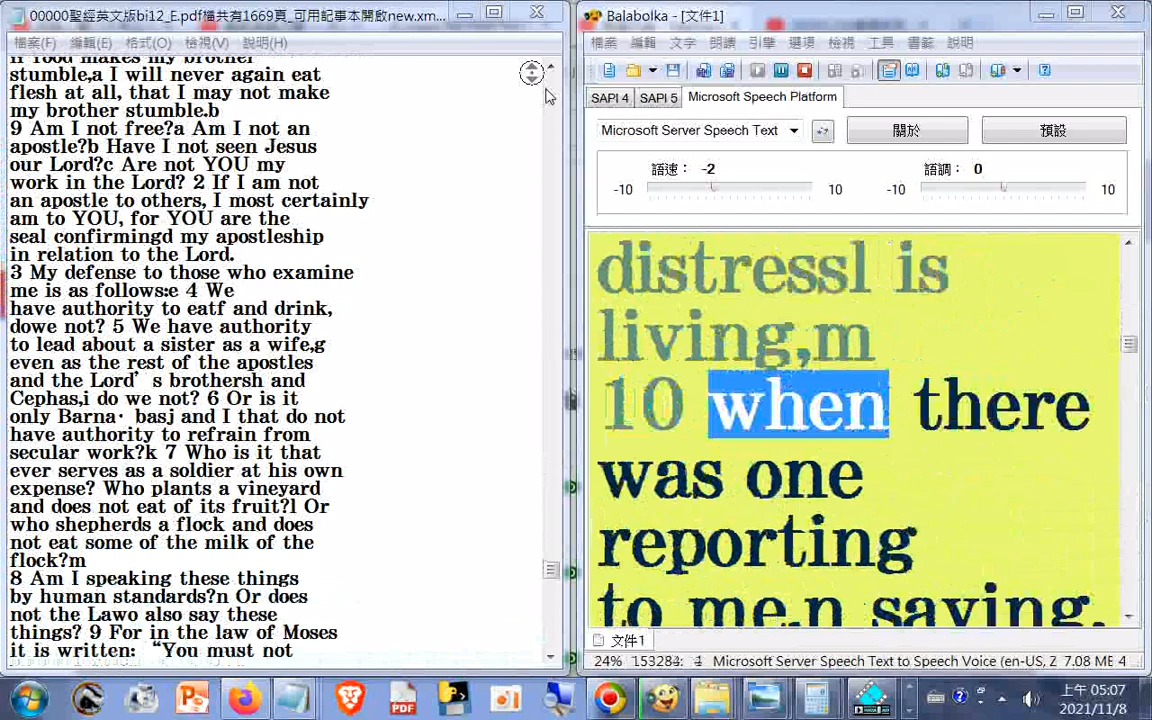 00000聖經英文版bi12_E.pdf檔共有1669頁_可用記事本開啟new.xm...
檔案(F) 編輯(E) 格式(O) 檢視(V) 說明(H)
if food makes my brother
stumble,a I will never again eat
flesh at all, that I may not make
my brother stumble.b
9 Am I not free?a Am I not an
apostle?b Have I not seen Jesus
our Lord?c Are not YOU my
work in the Lord? 2 If I am not
an apostle to others, I most certainly
am to YOU, for YOU are the
seal confirmingd my apostleship
in relation to the Lord.
3 My defense to those who examine
me is as follows:e 4 We
have authority to eatf and drink,
dowe not? 5 We have authority
to lead about a sister as a wife,g
even as the rest of the apostles
and the Lord’s brothersh and
Cephas,i do we not? 6 Or is it
only Barna· basj and I that do not
have authority to refrain from
secular work?k 7 Who is it that
ever serves as a soldier at his own
expense? Who plants a vineyard
and does not eat of its fruit?l Or
who shepherds a flock and does
not eat some of the milk of the
flock?m
8 Am I speaking these things
by human standards?n Or does
not the Lawo also say these
things? 9 For in the law of Moses
it is written: “You must not
Balabolka - [文件1]
檔案 編輯 文字 朗讀 引擎 選項 檢視 工具 書籤 說明
SAPI 4 SAPI 5 Microsoft Speech Platform
Microsoft Server Speech Text 關於 預設
語速： -2 語調： 0
-10 10 -10 10
distressl is
living,m
10 when there
was one
reporting
to me,n saying,
文件1
24% 153284: 4 Microsoft Server Speech Text to Speech Voice (en-US, Z 7.08 MB 4
PDF
上午 05:07
2021/11/8